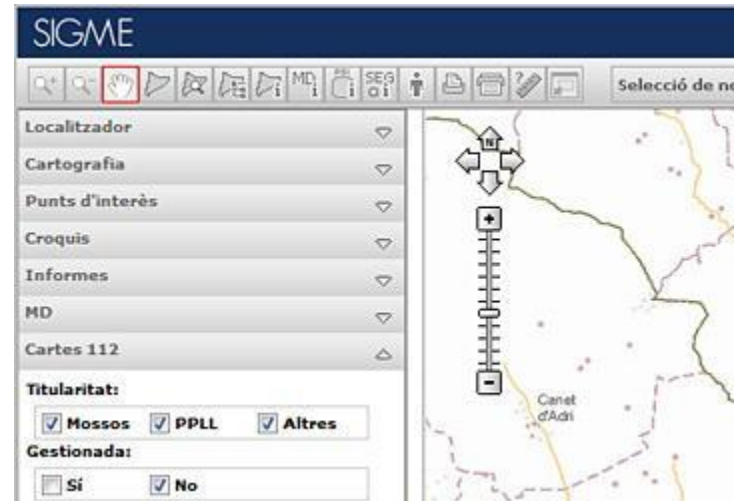 SIGME
MD
SEG
Selecció de no
Localitzador
Cartografia
Punts d'interès
Croquis
Informes
MD
Cartes 112
Titularitat:
Mossos PPLL Altres
Gestionada:
Sí No
N
Canet
d'Adri